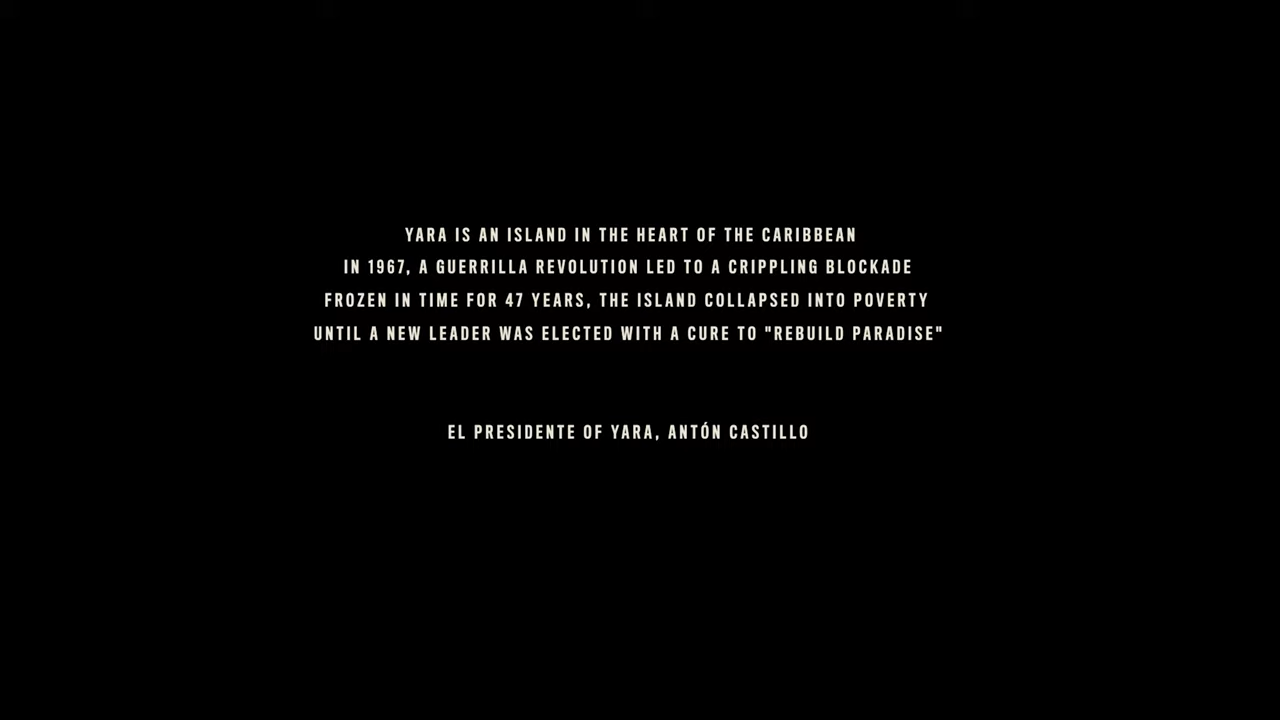 YARA IS AN ISLAND IN THE HEART OF THE CARIBBEAN
IN 1967, A GUERRILLA REVOLUTION LED TO A CRIPPLING BLOCKADE
FROZEN IN TIME FOR 47 YEARS, THE ISLAND COLLAPSED INTO POVERTY
UNTIL A NEW LEADER WAS ELECTED WITH A CURE TO "REBUILD PARADISE"
EL PRESIDENTE OF YARA, ANTÓN CASTILLO